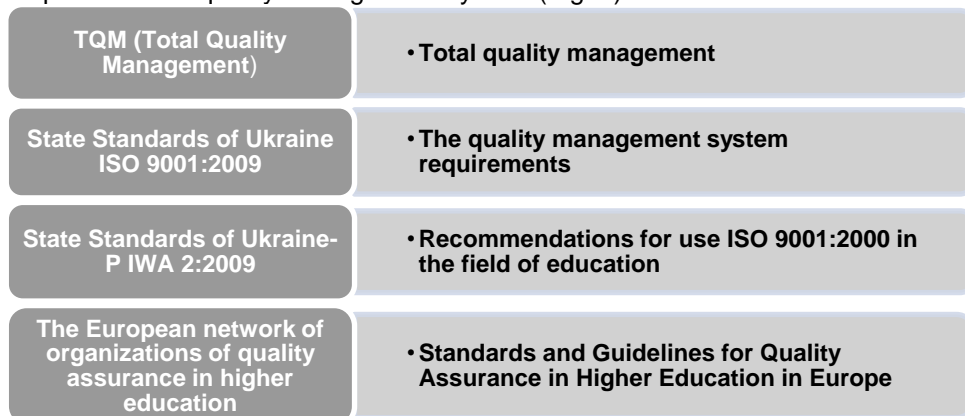 TQM (Total Quality
Management)
• Total quality management
State Standards of Ukraine
ISO 9001:2009
• The quality management system
requirements
State Standards of Ukraine-
P IWA 2:2009
• Recommendations for use ISO 9001:2000 in
the field of education
The European network of
organizations of quality
assurance in higher
education
• Standards and Guidelines for Quality
Assurance in Higher Education in Europe